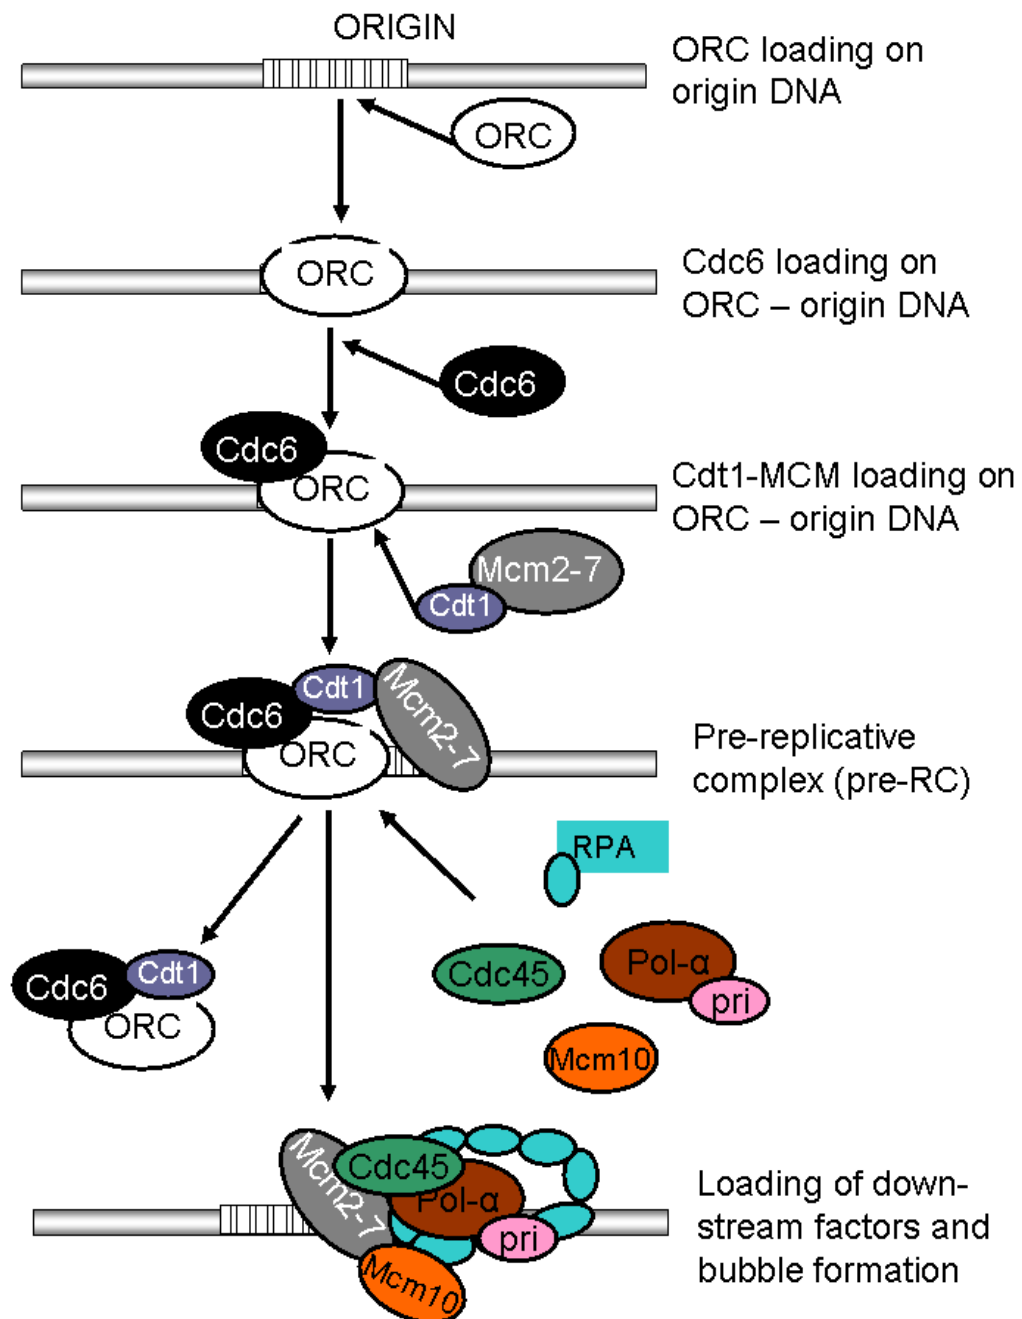 ORIGIN
ORC loading on
origin DNA
ORC
ORC
Cdc6 loading on
ORC – origin DNA
Cdc6
Cdc6
ORC
Cdt1-MCM loading on
ORC – origin DNA
Mcm2-7
Cdt1
Cdt1
Mcm2-7
Cdc6
ORC
Pre-replicative
complex (pre-RC)
RPA
Cdc6
Cdt1
ORC
Cdc45
Pol-α
pri
Mcm10
Mcm2-7
Cdc45
Pol-α
pri
Mcm10
Loading of down-
stream factors and
bubble formation